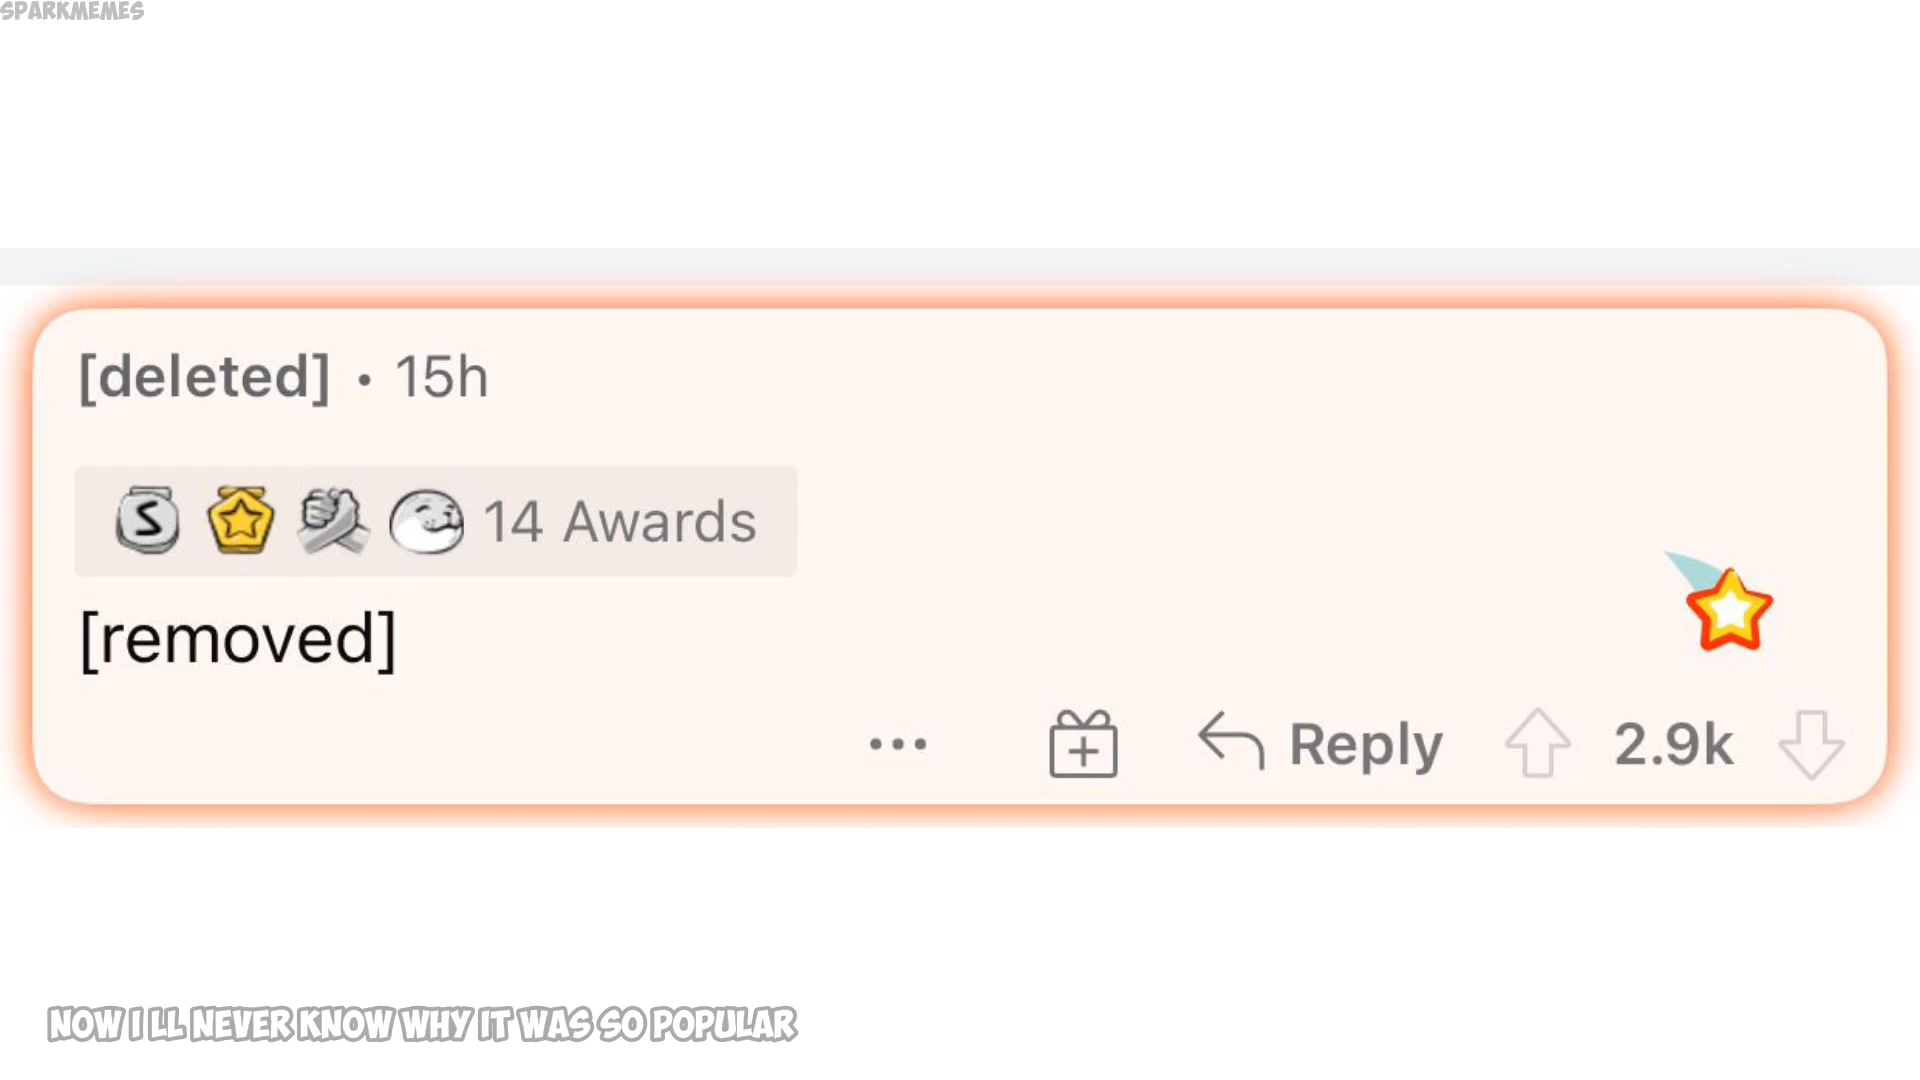 SPARKMEMES
[deleted] • 15h
S 14 Awards
[removed]
... Reply 2.9k
NOW I LL NEVER KNOW WHY IT WAS SO POPULAR